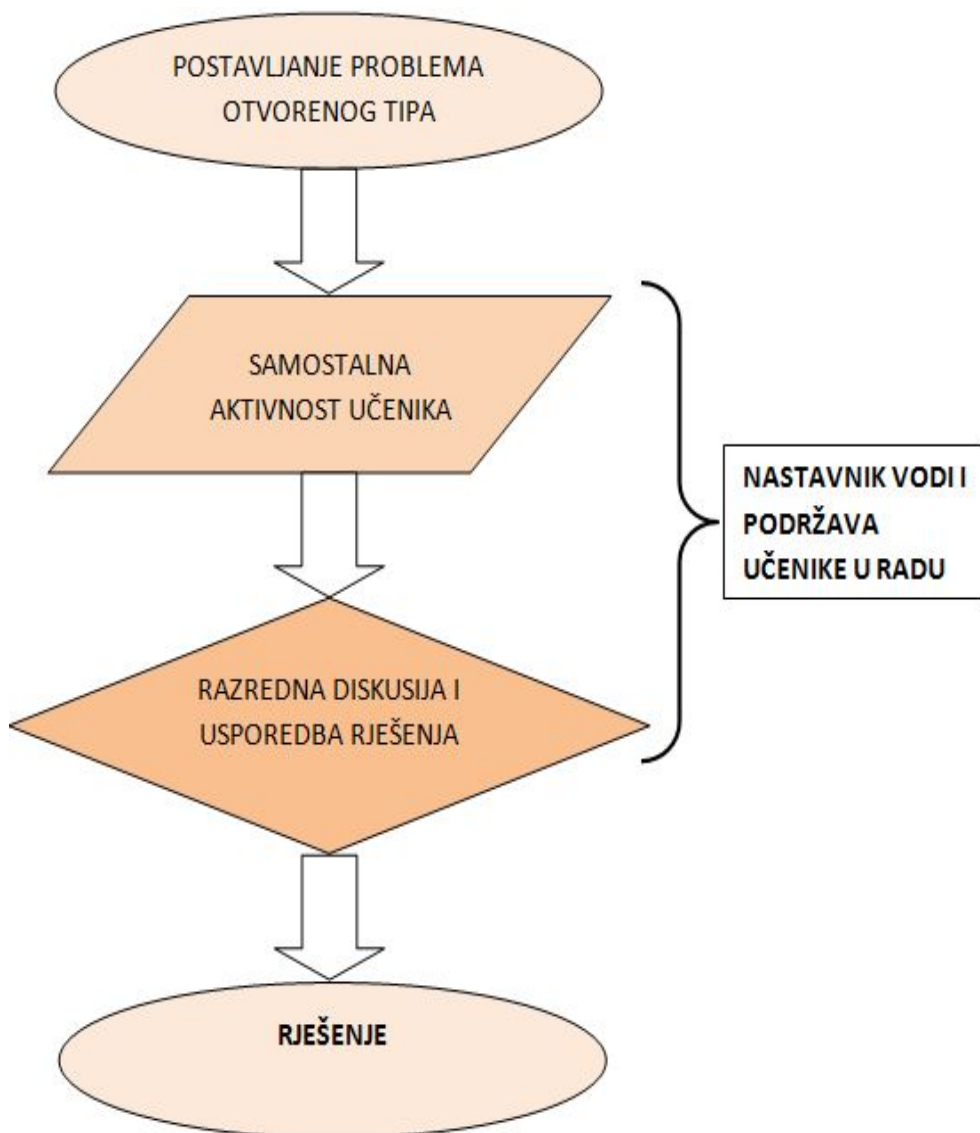 POSTAVLJANJE PROBLEMA
OTVORENOG TIPA
SAMOSTALNA
AKTIVNOST UČENIKA
NASTAVNIK VODI I
PODRŽAVA
UČENIKE U RADU
RAZREDNA DISKUSIJA I
USPOREDBA RJEŠENJA
RJEŠENJE